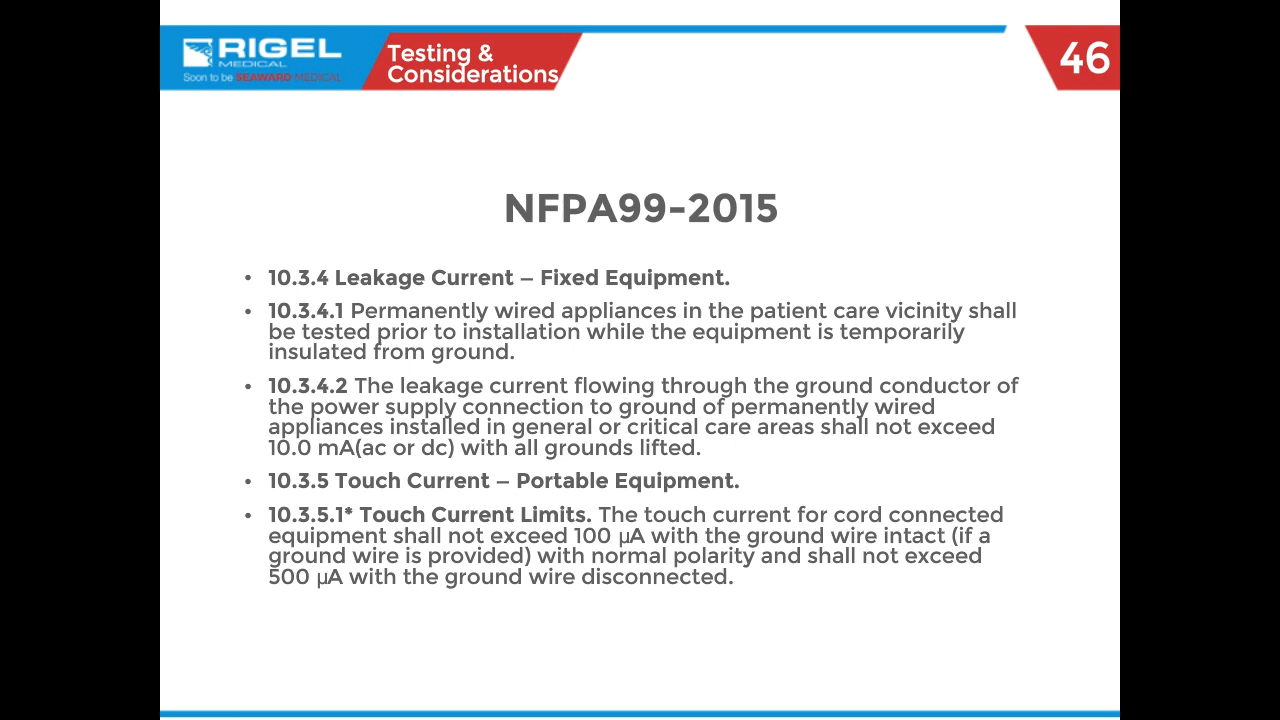 RIGEL
MEDICAL
Soon to be SEAWARD MEDICAL
Testing &
Considerations
46
NFPA99-2015
• 10.3.4 Leakage Current – Fixed Equipment.
• 10.3.4.1 Permanently wired appliances in the patient care vicinity shall
be tested prior to installation while the equipment is temporarily
insulated from ground.
• 10.3.4.2 The leakage current flowing through the ground conductor of
the power supply connection to ground of permanently wired
appliances installed in general or critical care areas shall not exceed
10.0 mA(ac or dc) with all grounds lifted.
• 10.3.5 Touch Current – Portable Equipment.
• 10.3.5.1* Touch Current Limits. The touch current for cord connected
equipment shall not exceed 100 µA with the ground wire intact (if a
ground wire is provided) with normal polarity and shall not exceed
500 µA with the ground wire disconnected.